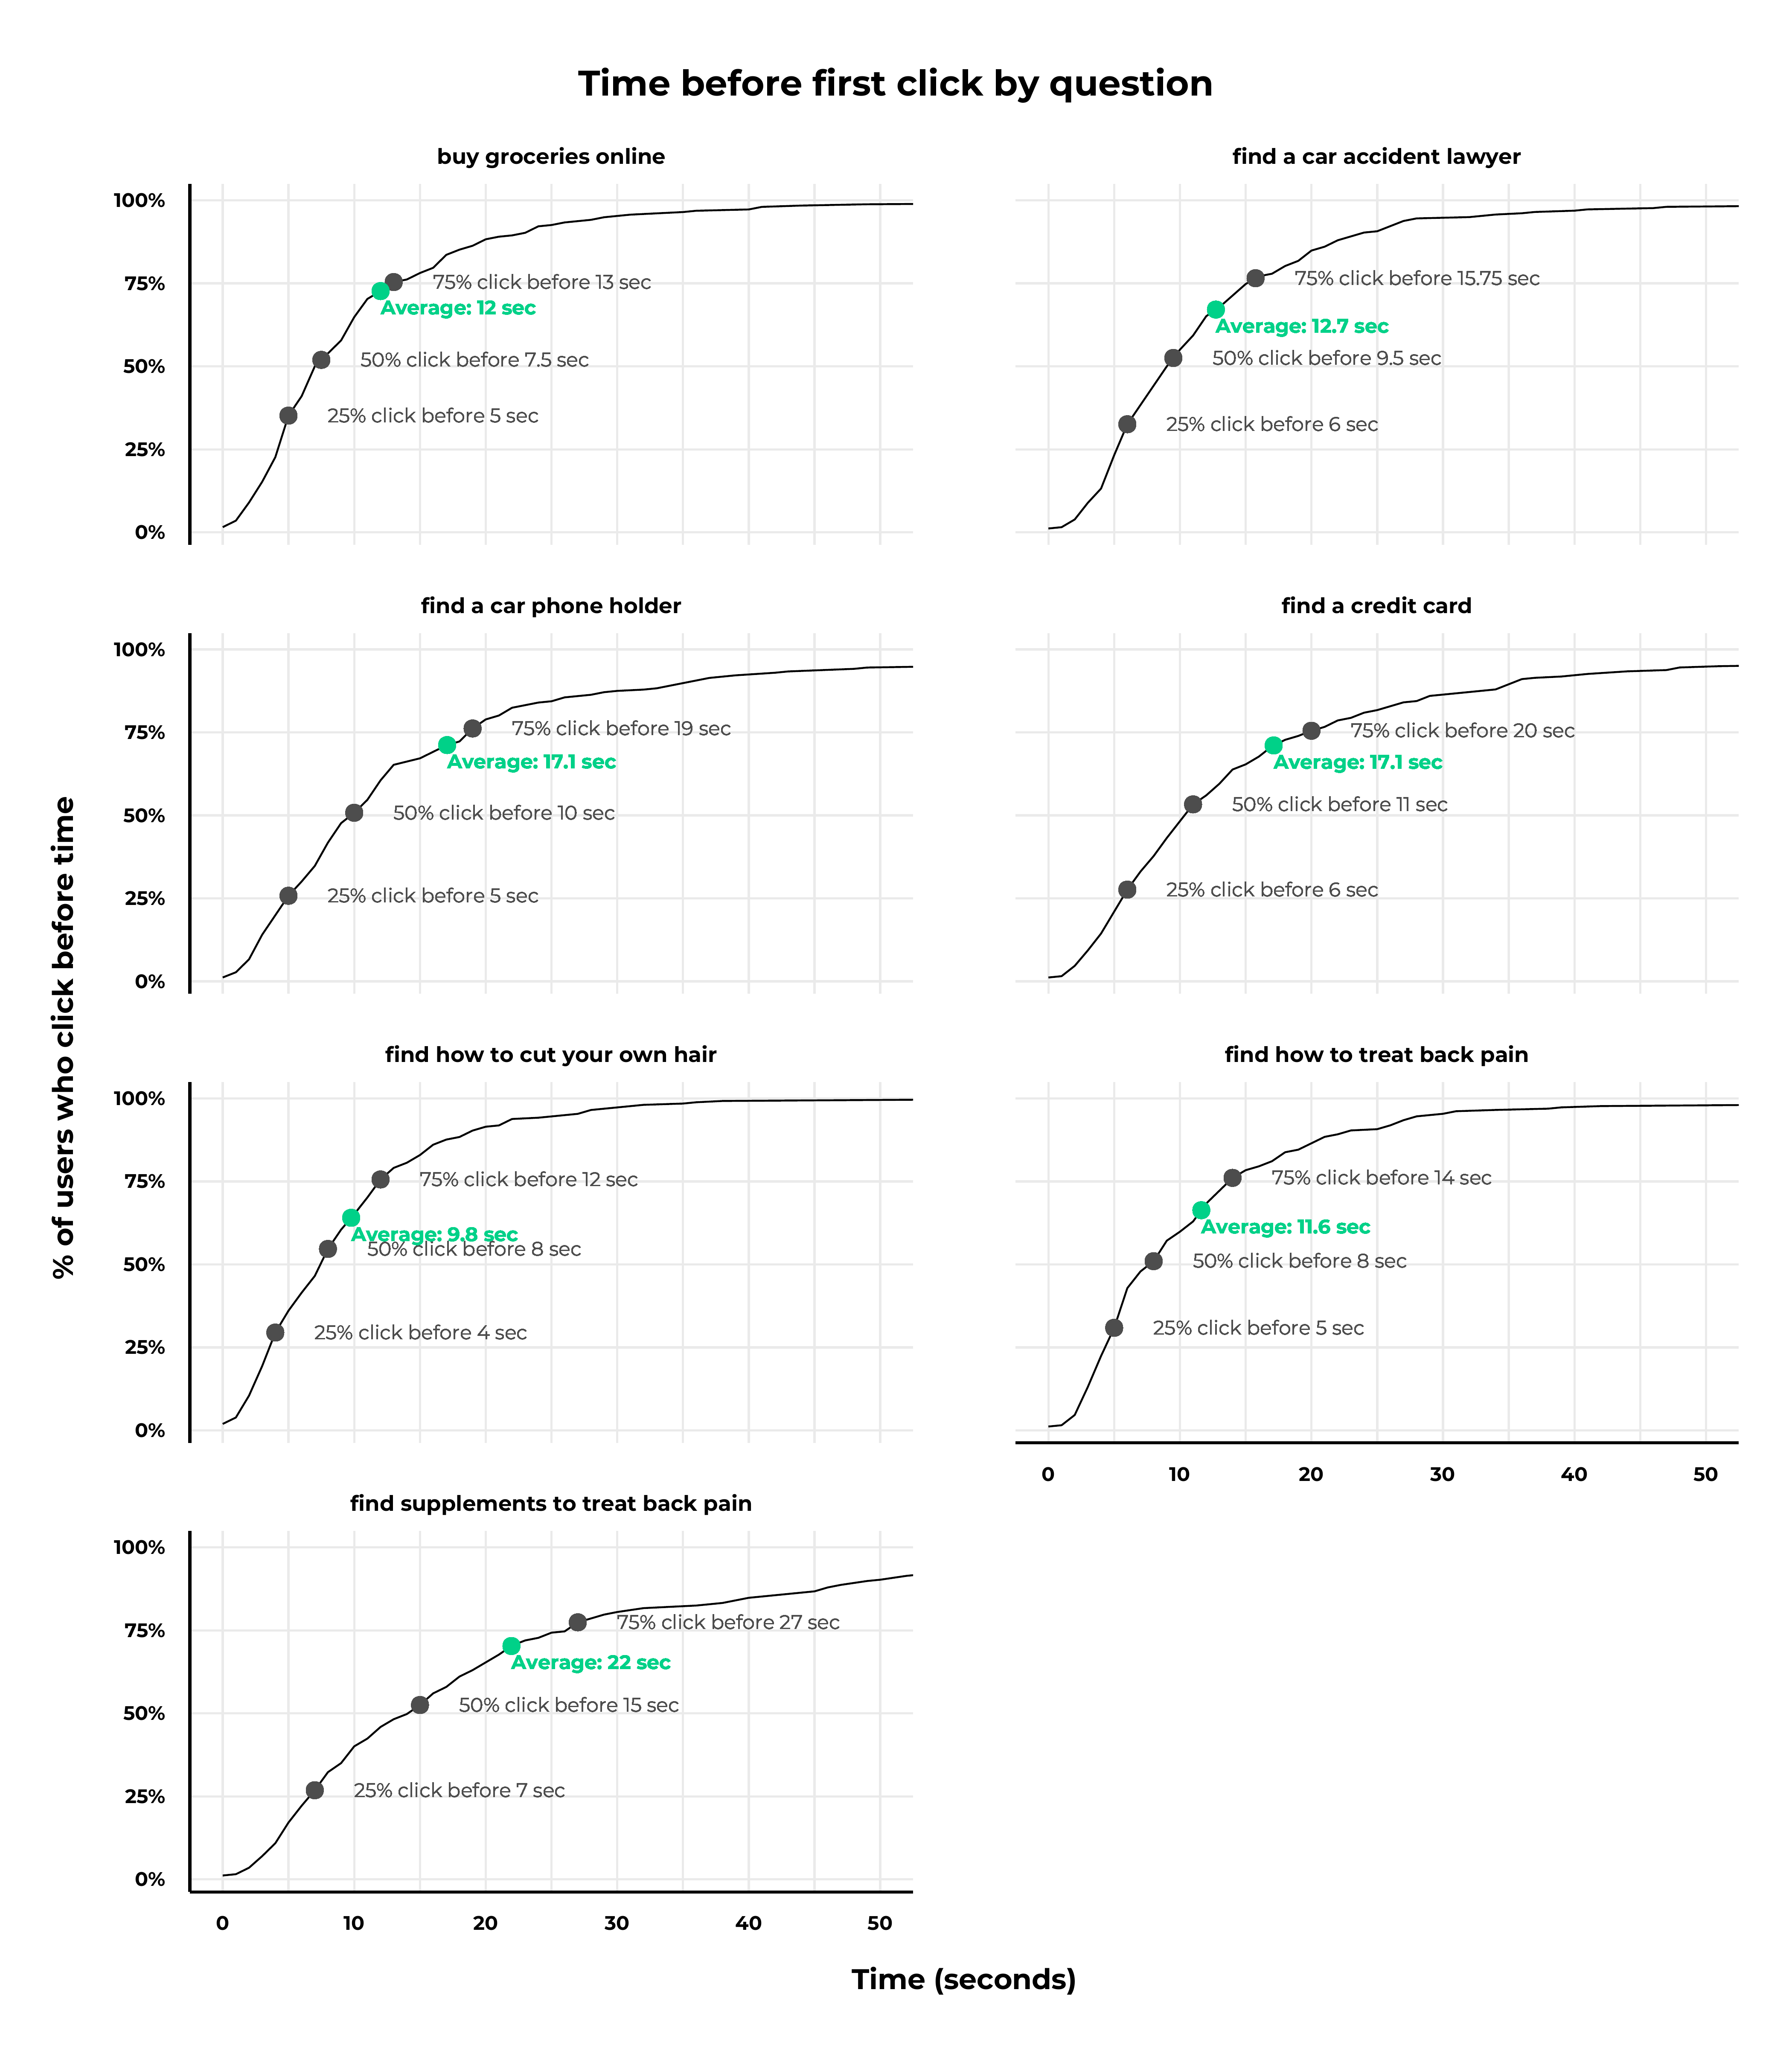 Time before first click by question
buy groceries online
100%
75%
50%
25%
0%
75% click before 13 sec
Average: 12 sec
50% click before 7.5 sec
25% click before 5 sec
find a car accident lawyer
75% click before 15.75 sec
Average: 12.7 sec
50% click before 9.5 sec
25% click before 6 sec
find a car phone holder
100%
75%
50%
25%
0%
75% click before 19 sec
Average: 17.1 sec
50% click before 10 sec
25% click before 5 sec
find a credit card
75% click before 20 sec
Average: 17.1 sec
50% click before 11 sec
25% click before 6 sec
find how to cut your own hair
100%
75%
50%
25%
0%
75% click before 12 sec
Average: 9.8 sec
50% click before 8 sec
25% click before 4 sec
find how to treat back pain
75% click before 14 sec
Average: 11.6 sec
50% click before 8 sec
25% click before 5 sec
0 10 20 30 40 50
find supplements to treat back pain
100%
75%
50%
25%
0%
75% click before 27 sec
Average: 22 sec
50% click before 15 sec
25% click before 7 sec
0 10 20 30 40 50
Time (seconds)
% of users who click before time